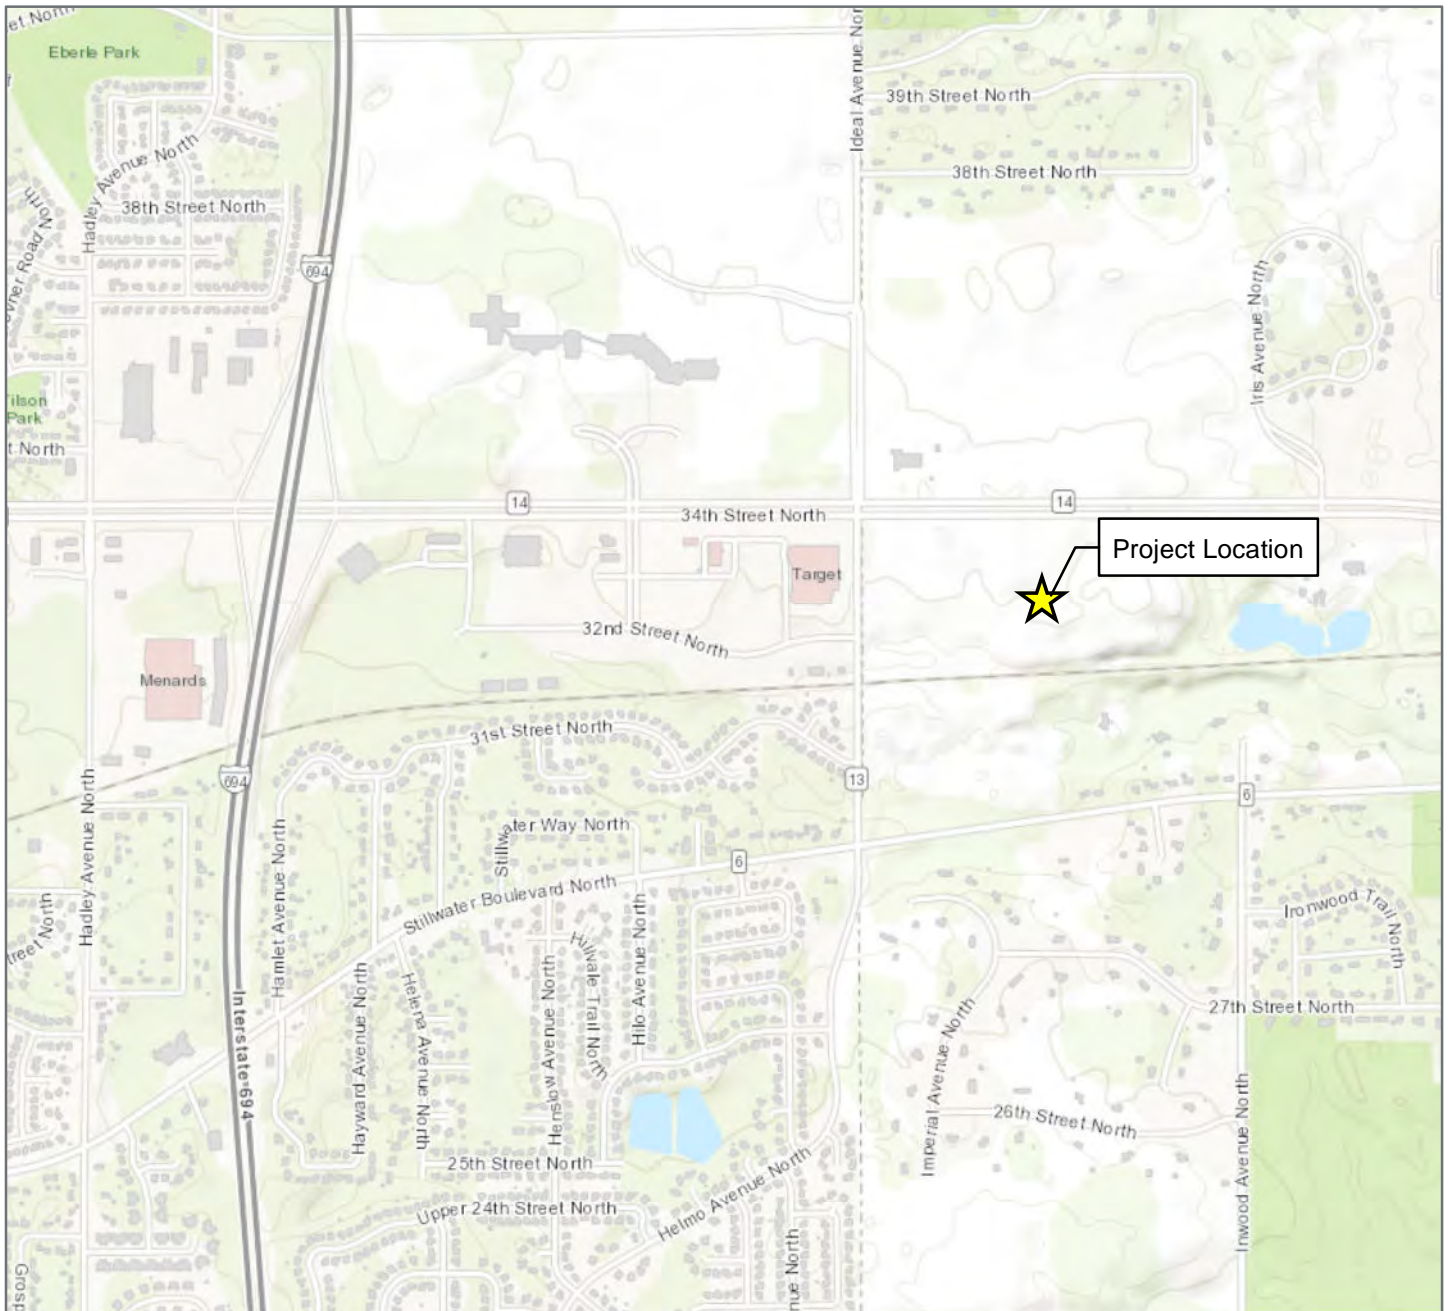 et North
Eberle Park
Ideal Avenue Nor
39th Street North
38th Street North
Hadley Avenue North
38th Street North
694
Iris Avenue North
Park
t North
14
34th Street North
14
Project Location
Target
32nd Street North
Menards
31st Street North
694
13
6
Stillwater Way North
6
Stillwater Boulevard North
Hadley Avenue North
Hamlet Avenue North
Ironwood Trail North
treet North
Hillvale Trail North
Hilo Avenue North
Hayward Avenue North
Helena Avenue North
Henslow Avenue North
Interstate 694
27th Street North
Imperial Avenue North
26th Street North
Inwood Avenue North
25th Street North
Helmo Avenue North
Upper 24th Street North
nue North